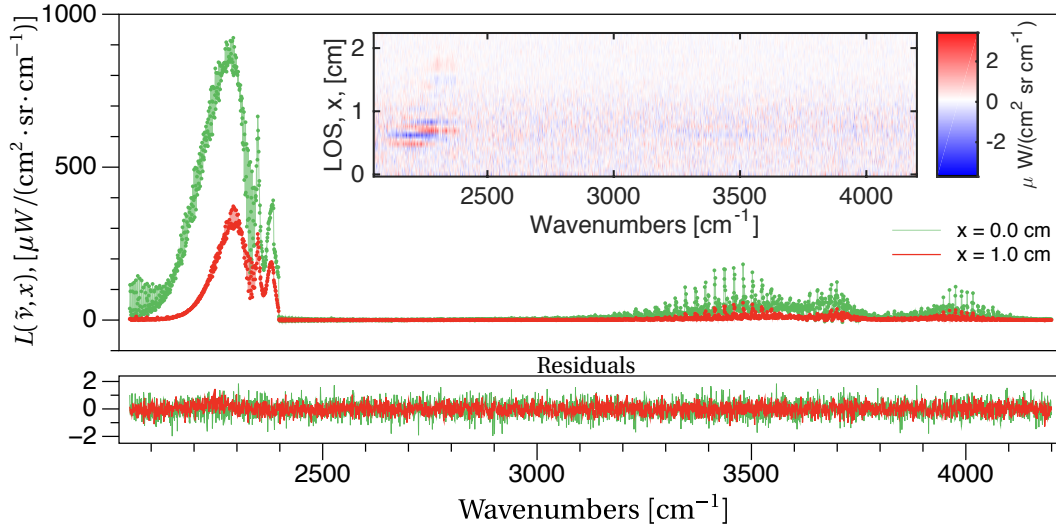 L(ν̃,x), [μW/(cm²·sr·cm⁻¹)]
1000
500
0
LOS, x, [cm]
2
1
0
2500
3000
3500
4000
Wavenumbers [cm⁻¹]
2
0
-2
μ W/(cm² sr cm⁻¹)
x = 0.0 cm
x = 1.0 cm
Residuals
2
0
−2
2500
3000
3500
4000
Wavenumbers [cm⁻¹]